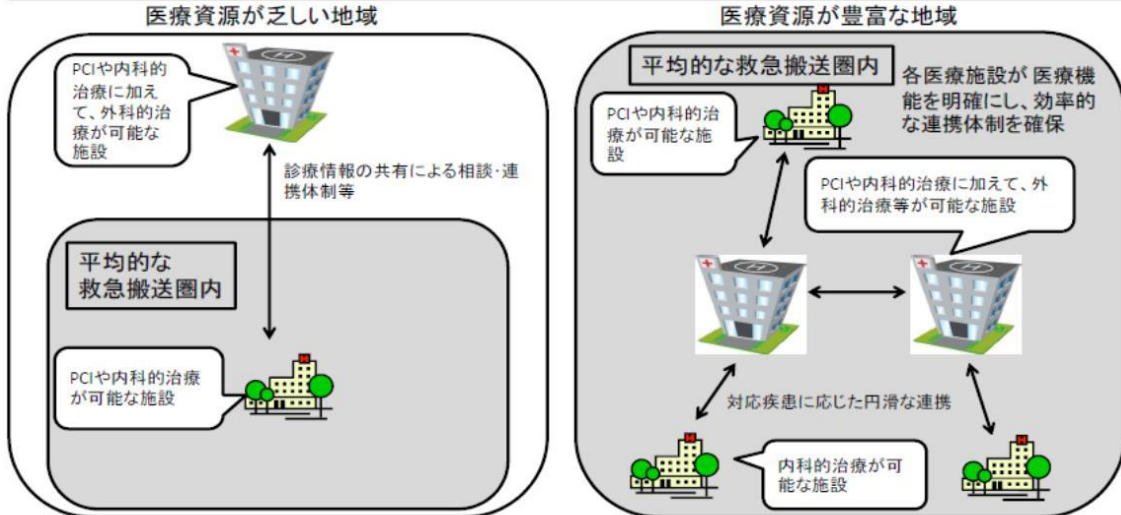 医療資源が乏しい地域
PCIや内科的
治療に加え
て、外科的治
療が可能な施
設
診療情報の共有による相談・連
携体制等
平均的な
救急搬送圏内
PCIや内科的治療
が可能な施設
医療資源が豊富な地域
平均的な救急搬送圏内
各医療施設が 医療機
能を明確にし、効率的
な連携体制を確保
PCIや内科的治
療が可能な施
設
PCIや内科的治療に加えて、外
科的治療等が可能な施設
対応疾患に応じた円滑な連携
内科的治療が可
能な施設